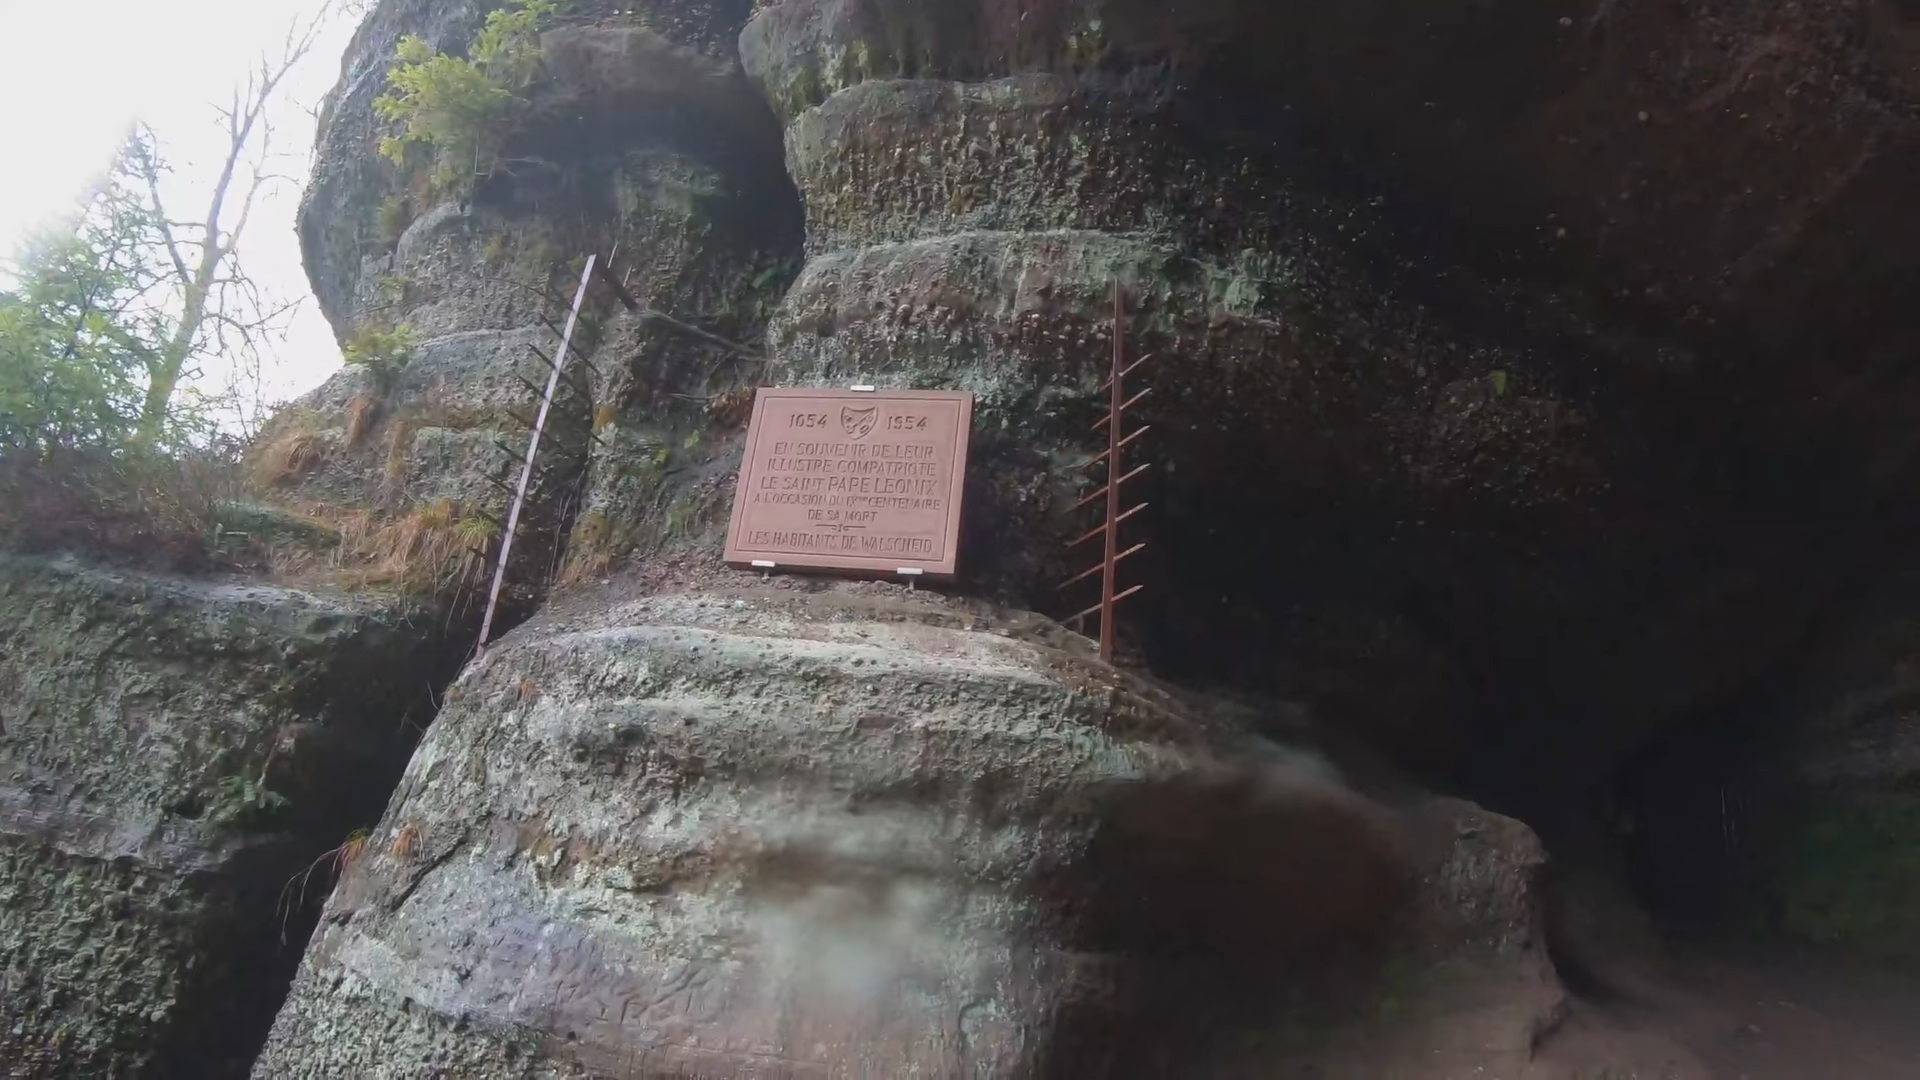 1054 1954
EN SOUVENIR DE LEUR
ILLUSTRE COMPATRIOTE
LE SAINT PAPE LEON IX
A L'OCCASION DU IXME CENTENAIRE
DE SA MORT
LES HABITANTS DE WALSCHEID